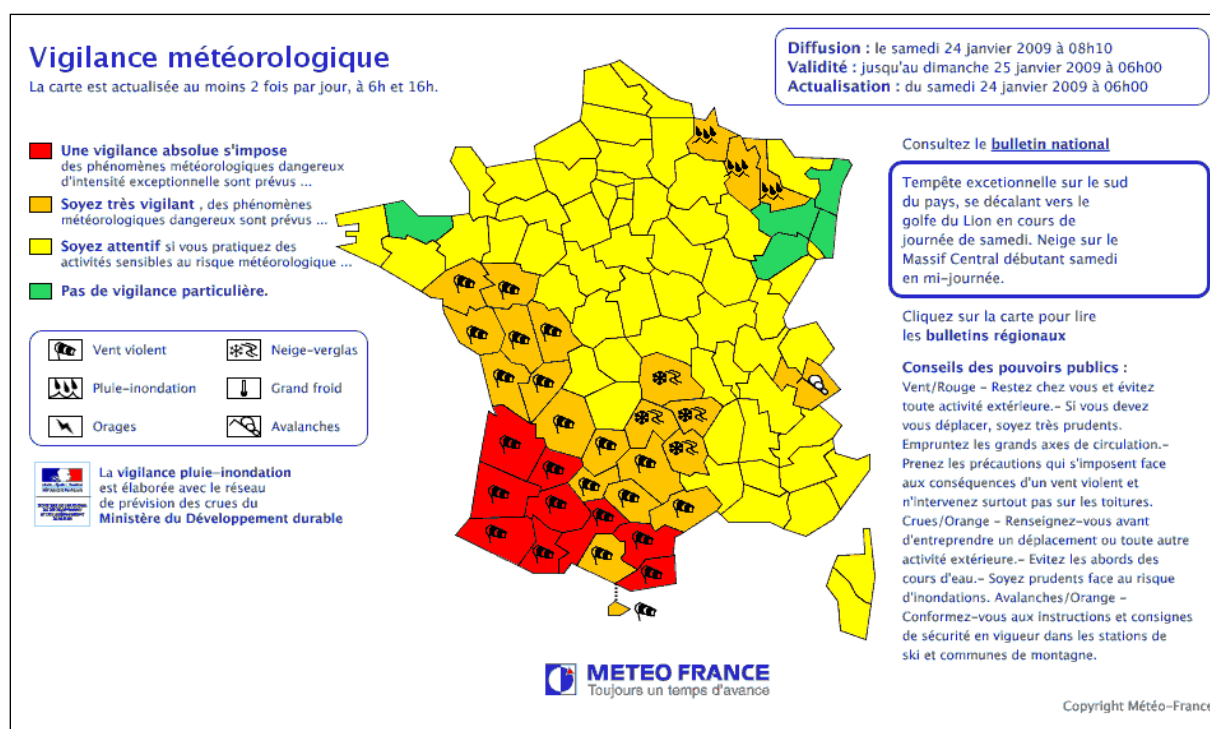 Vigilance météorologique
La carte est actualisée au moins 2 fois par jour, à 6h et 16h.
Diffusion : le samedi 24 janvier 2009 à 08h10
Validité : jusqu'au dimanche 25 janvier 2009 à 06h00
Actualisation : du samedi 24 janvier 2009 à 06h00
Une vigilance absolue s'impose
des phénomènes météorologiques dangereux
d'intensité exceptionnelle sont prévus ...
Soyez très vigilant , des phénomènes
météorologiques dangereux sont prévus ...
Soyez attentif si vous pratiquez des
activités sensibles au risque météorologique ...
Pas de vigilance particulière.
Vent violent
Neige-verglas
Pluie-inondation
Grand froid
Orages
Avalanches
La vigilance pluie-inondation
est élaborée avec le réseau
de prévision des crues du
Ministère du Développement durable
Consultez le bulletin national
Tempête excetionnelle sur le sud
du pays, se décalant vers le
golfe du Lion en cours de
journée de samedi. Neige sur le
Massif Central débutant samedi
en mi-journée.
Cliquez sur la carte pour lire
les bulletins régionaux
Conseils des pouvoirs publics :
Vent/Rouge - Restez chez vous et évitez
toute activité extérieure.- Si vous devez
vous déplacer, soyez très prudents.
Empruntez les grands axes de circulation.-
Prenez les précautions qui s'imposent face
aux conséquences d'un vent violent et
n'intervenez surtout pas sur les toitures.
Crues/Orange - Renseignez-vous avant
d'entreprendre un déplacement ou toute autre
activité extérieure.- Evitez les abords des
cours d'eau.- Soyez prudents face au risque
d'inondations. Avalanches/Orange -
Conformez-vous aux instructions et consignes
de sécurité en vigueur dans les stations de
ski et communes de montagne.
METEO FRANCE
Toujours un temps d'avance
Copyright Météo-France